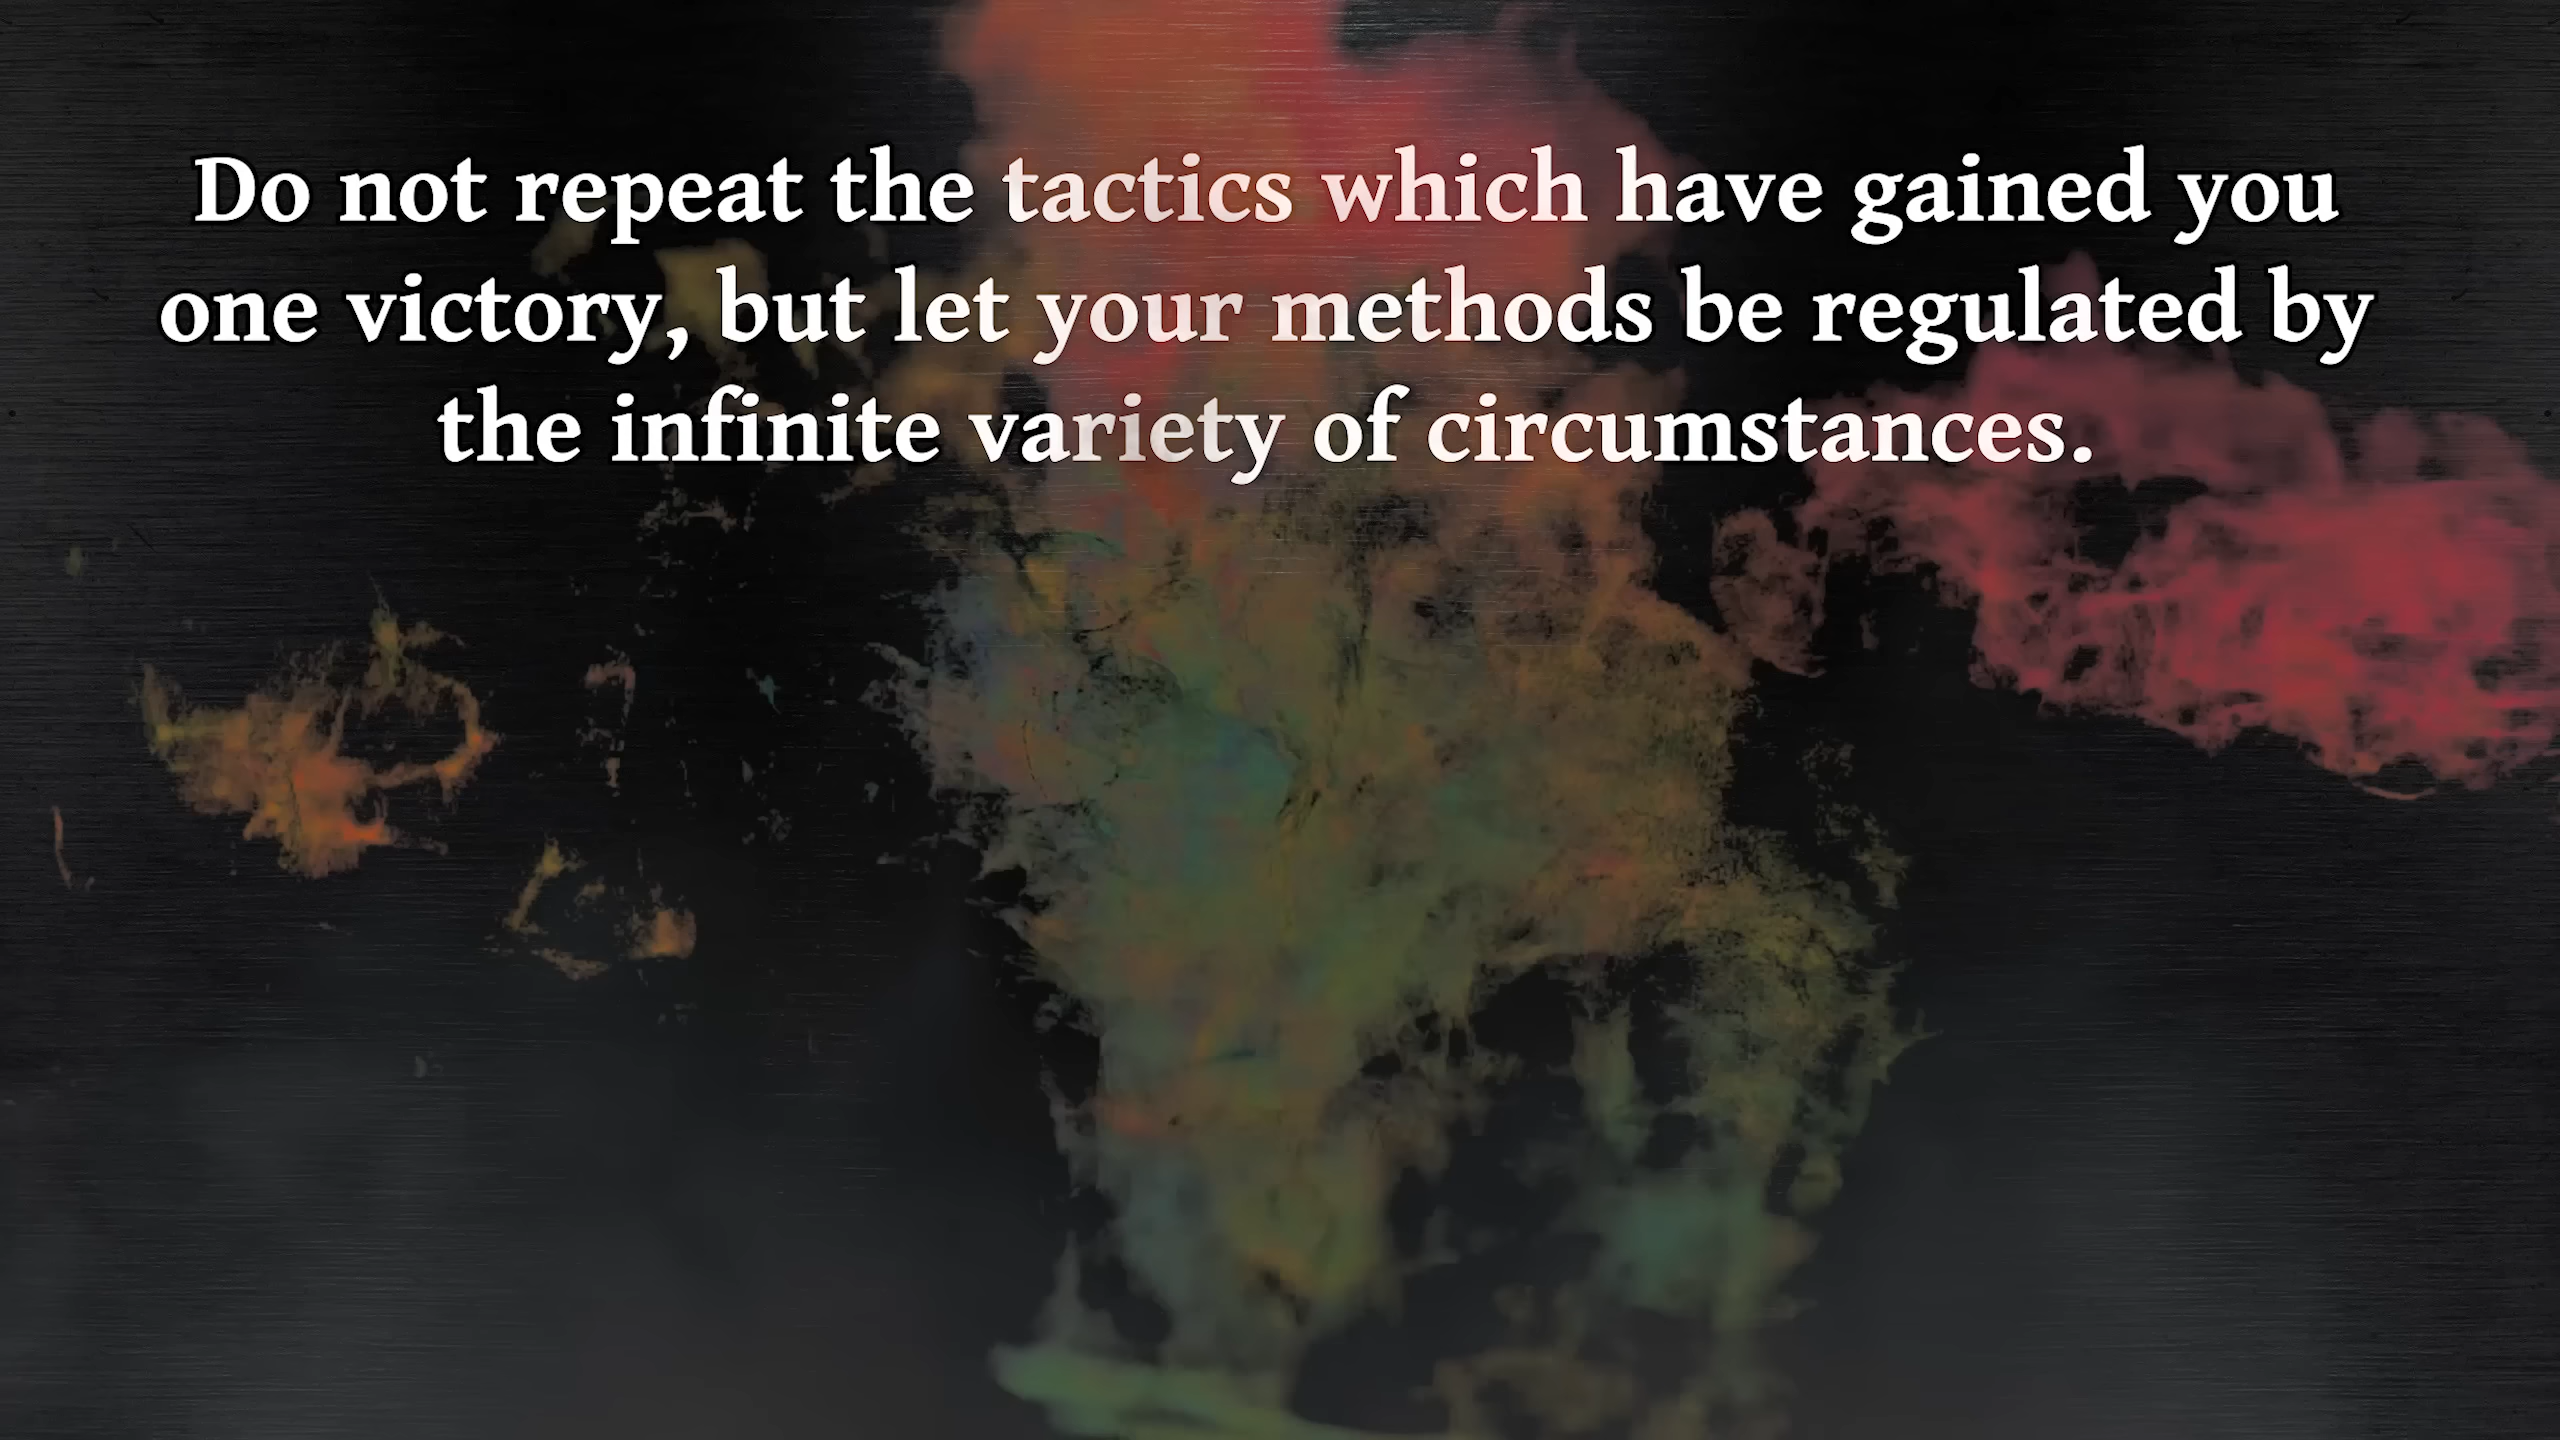 Do not repeat the tactics which have gained you
one victory, but let your methods be regulated by
the infinite variety of circumstances.